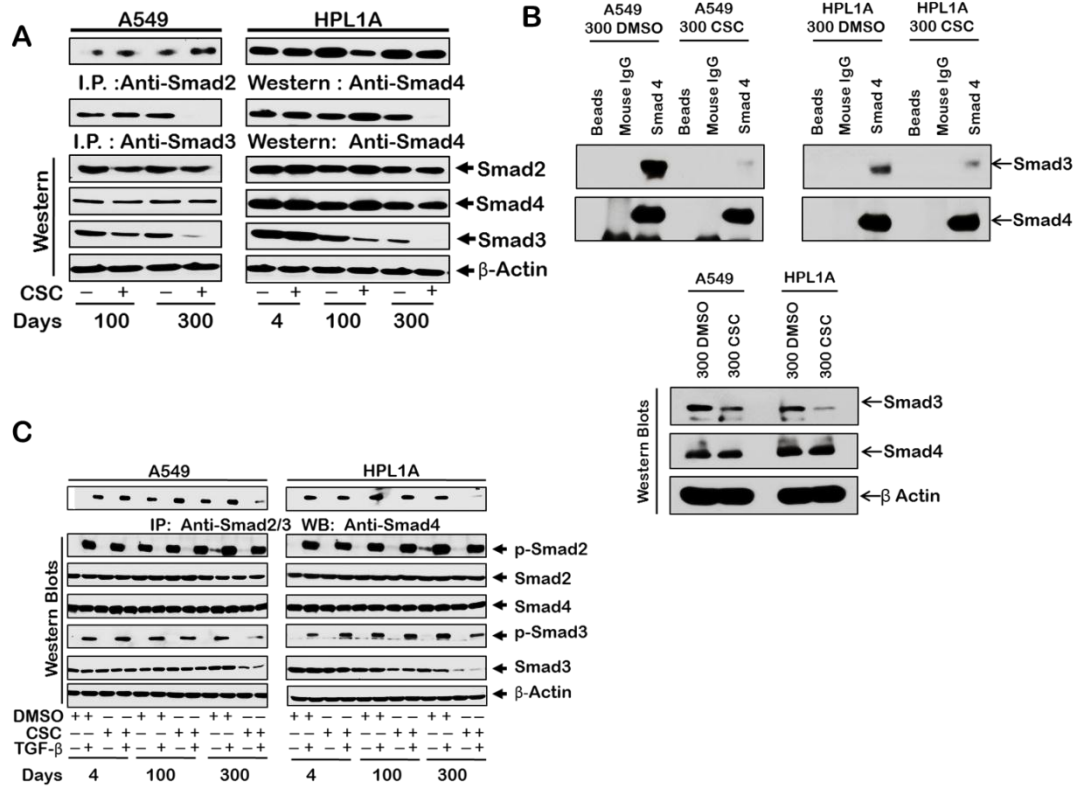 A
A549 HPL1A
I.P. :Anti-Smad2 Western : Anti-Smad4
I.P. : Anti-Smad3 Western: Anti-Smad4
Western
Smad2
Smad4
Smad3
β-Actin
CSC − + − + − + − + − +
Days 100 300 4 100 300
B
A549 A549 HPL1A HPL1A
300 DMSO 300 CSC 300 DMSO 300 CSC
Beads Mouse IgG Smad 4 Beads Mouse IgG Smad 4 Beads Mouse IgG Smad 4 Beads Mouse IgG Smad 4
Smad3
Smad4
A549 HPL1A
300 DMSO 300 CSC 300 DMSO 300 CSC
Western Blots
Smad3
Smad4
β Actin
C
A549 HPL1A
IP: Anti-Smad2/3 WB: Anti-Smad4
Western Blots
p-Smad2
Smad2
Smad4
p-Smad3
Smad3
β-Actin
DMSO + + − − + + − − + + − − + + − − + + − − + + − −
CSC − − + + − − + + − − + + − − + + − − + + − − + +
TGF-β − + − + − + − + − + − + − + − + − + − + − + − +
Days 4 100 300 4 100 300